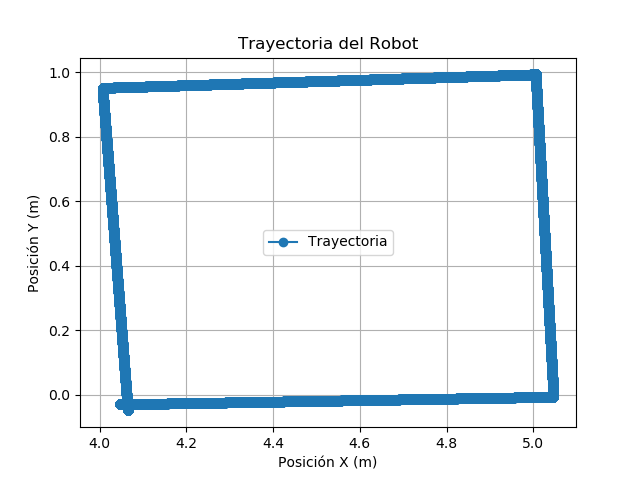 Trayectoria del Robot
1.0
0.8
0.6
0.4
0.2
0.0
Posición Y (m)
Trayectoria
4.0 4.2 4.4 4.6 4.8 5.0
Posición X (m)